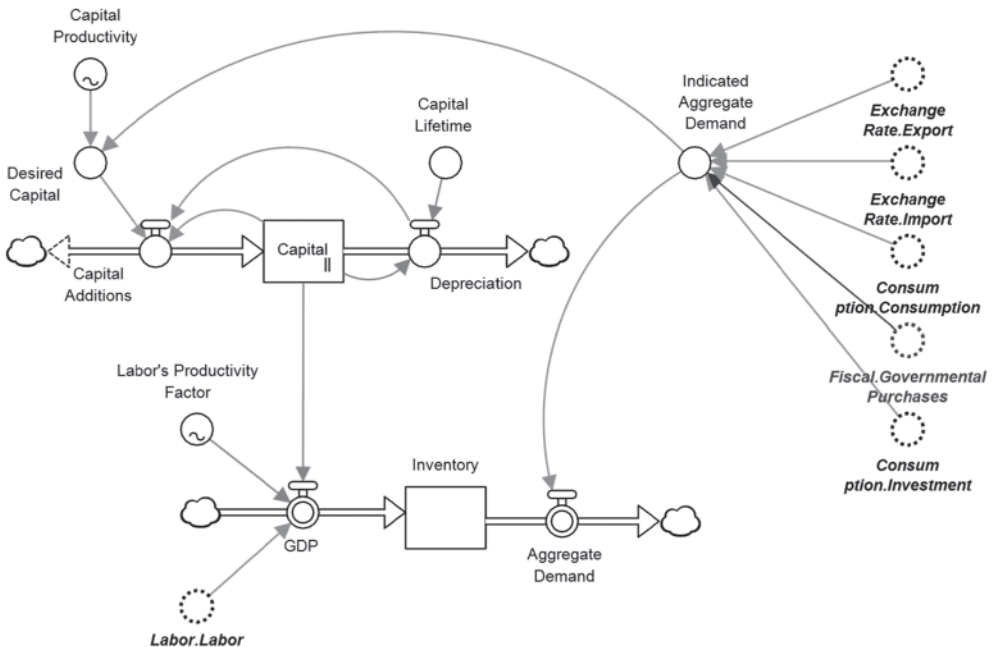 Capital
Productivity
Indicated
Aggregate
Demand
Capital
Lifetime
Exchange
Rate.Export
Desired
Capital
Exchange
Rate.Import
Capital
Capital
Additions
Depreciation
Consum
ption.Consumption
Labor's Productivity
Factor
Fiscal.Governmental
Purchases
Inventory
Consum
ption.Investment
GDP
Aggregate
Demand
Labor.Labor